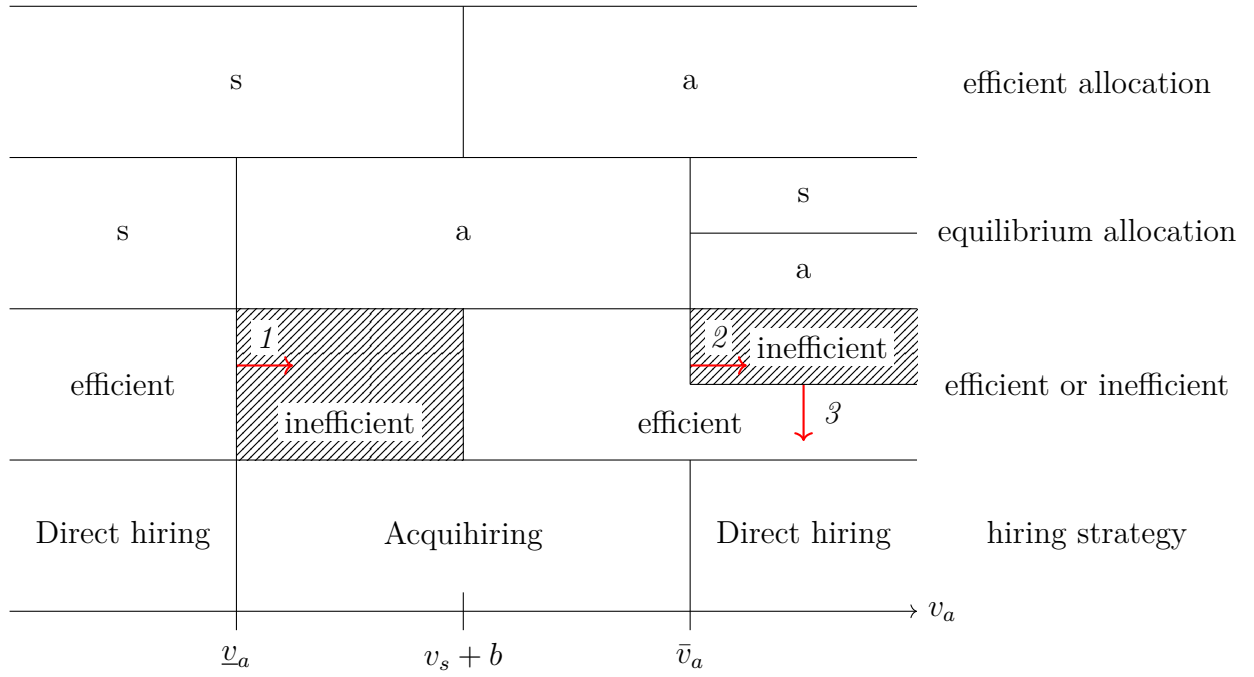 s
a
efficient allocation
s
a
s
a
equilibrium allocation
efficient
1
inefficient
efficient
2
inefficient
3
efficient or inefficient
Direct hiring
Acquihiring
Direct hiring
hiring strategy
v̲_a
v_s + b
v̄_a
v_a